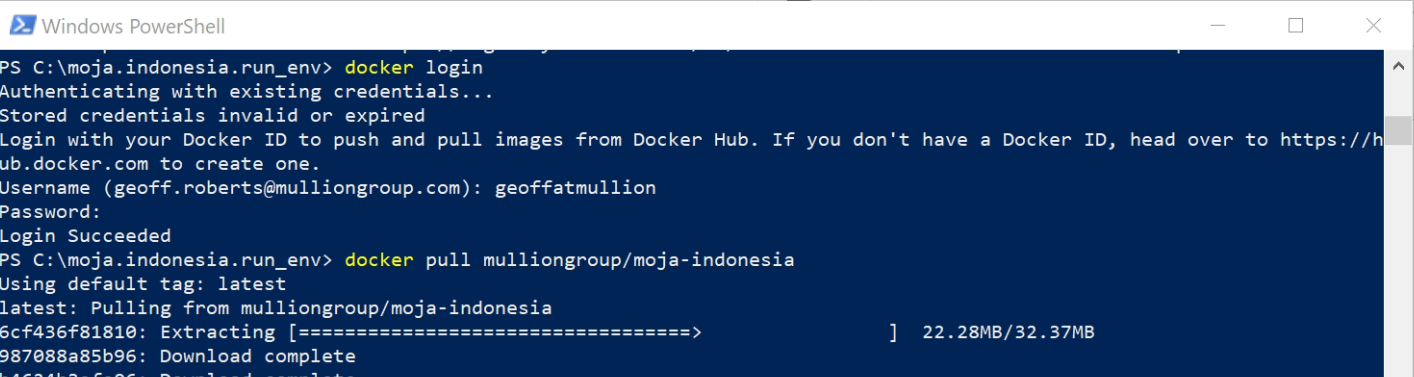 Windows PowerShell
PS C:\moja.indonesia.run_env> docker login
Authenticating with existing credentials...
Stored credentials invalid or expired
Login with your Docker ID to push and pull images from Docker Hub. If you don't have a Docker ID, head over to https://h
ub.docker.com to create one.
Username (geoff.roberts@mulliongroup.com): geoffatmullion
Password:
Login Succeeded
PS C:\moja.indonesia.run_env> docker pull mulliongroup/moja-indonesia
Using default tag: latest
latest: Pulling from mulliongroup/moja-indonesia
6cf436f81810: Extracting [==================================>                ]  22.28MB/32.37MB
987088a85b96: Download complete